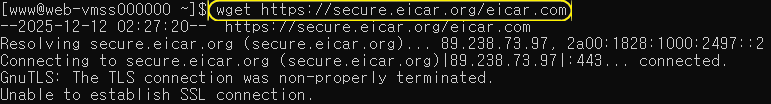 [www@web-vmss000000 ~]$ wget https://secure.eicar.org/eicar.com
--2025-12-12 02:27:20--  https://secure.eicar.org/eicar.com
Resolving secure.eicar.org (secure.eicar.org)... 89.238.73.97, 2a00:1828:1000:2497::2
Connecting to secure.eicar.org (secure.eicar.org)|89.238.73.97|:443... connected.
GnuTLS: The TLS connection was non-properly terminated.
Unable to establish SSL connection.